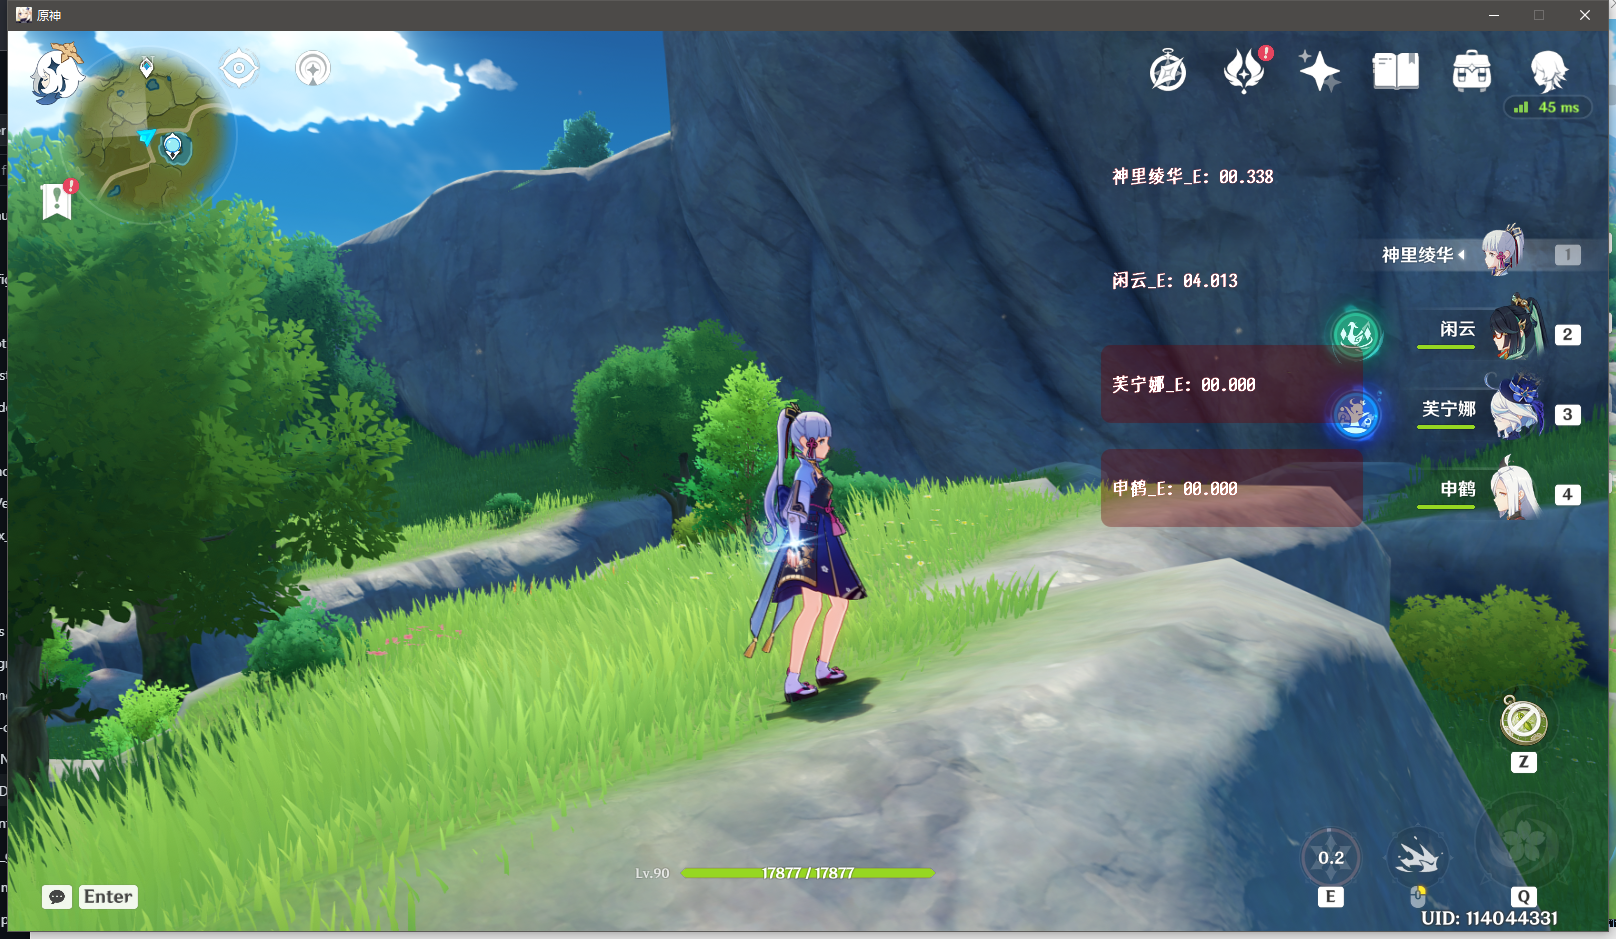 原神
45 ms
神里绫华_E: 00.338
神里绫华
1
闲云_E: 04.013
闲云
2
芙宁娜_E: 00.000
芙宁娜
3
申鹤_E: 00.000
申鹤
4
Z
0.2
Lv.90
17877 / 17877
Enter
E
Q
UID: 114044331